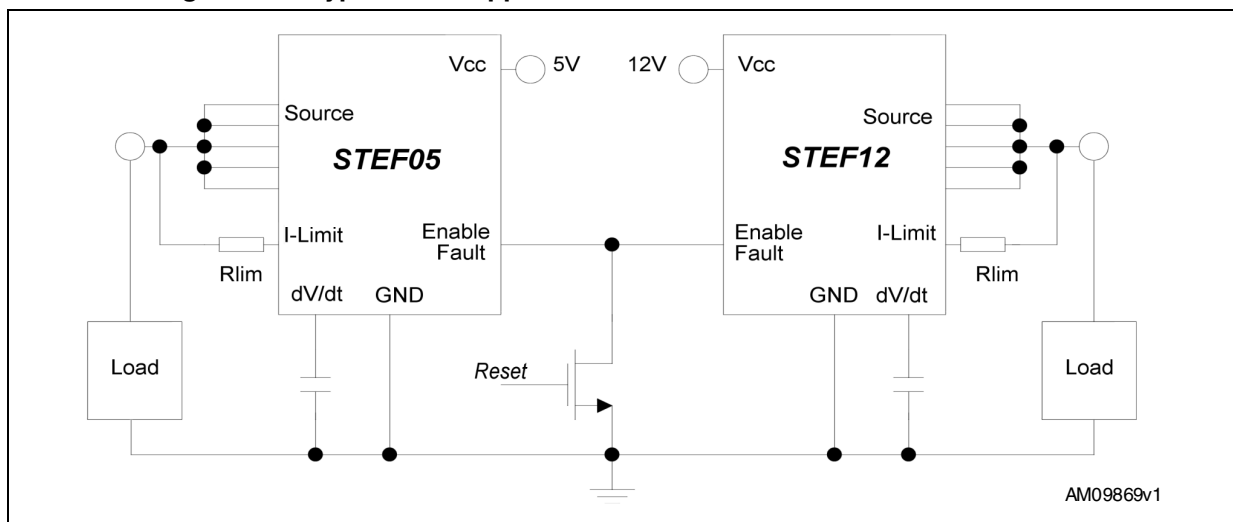 Vcc
5V
12V
Vcc
Source
Source
STEF05
STEF12
I-Limit
Enable
Fault
Enable
Fault
I-Limit
Rlim
Rlim
dV/dt
GND
GND
dV/dt
Load
Reset
Load
AM09869v1